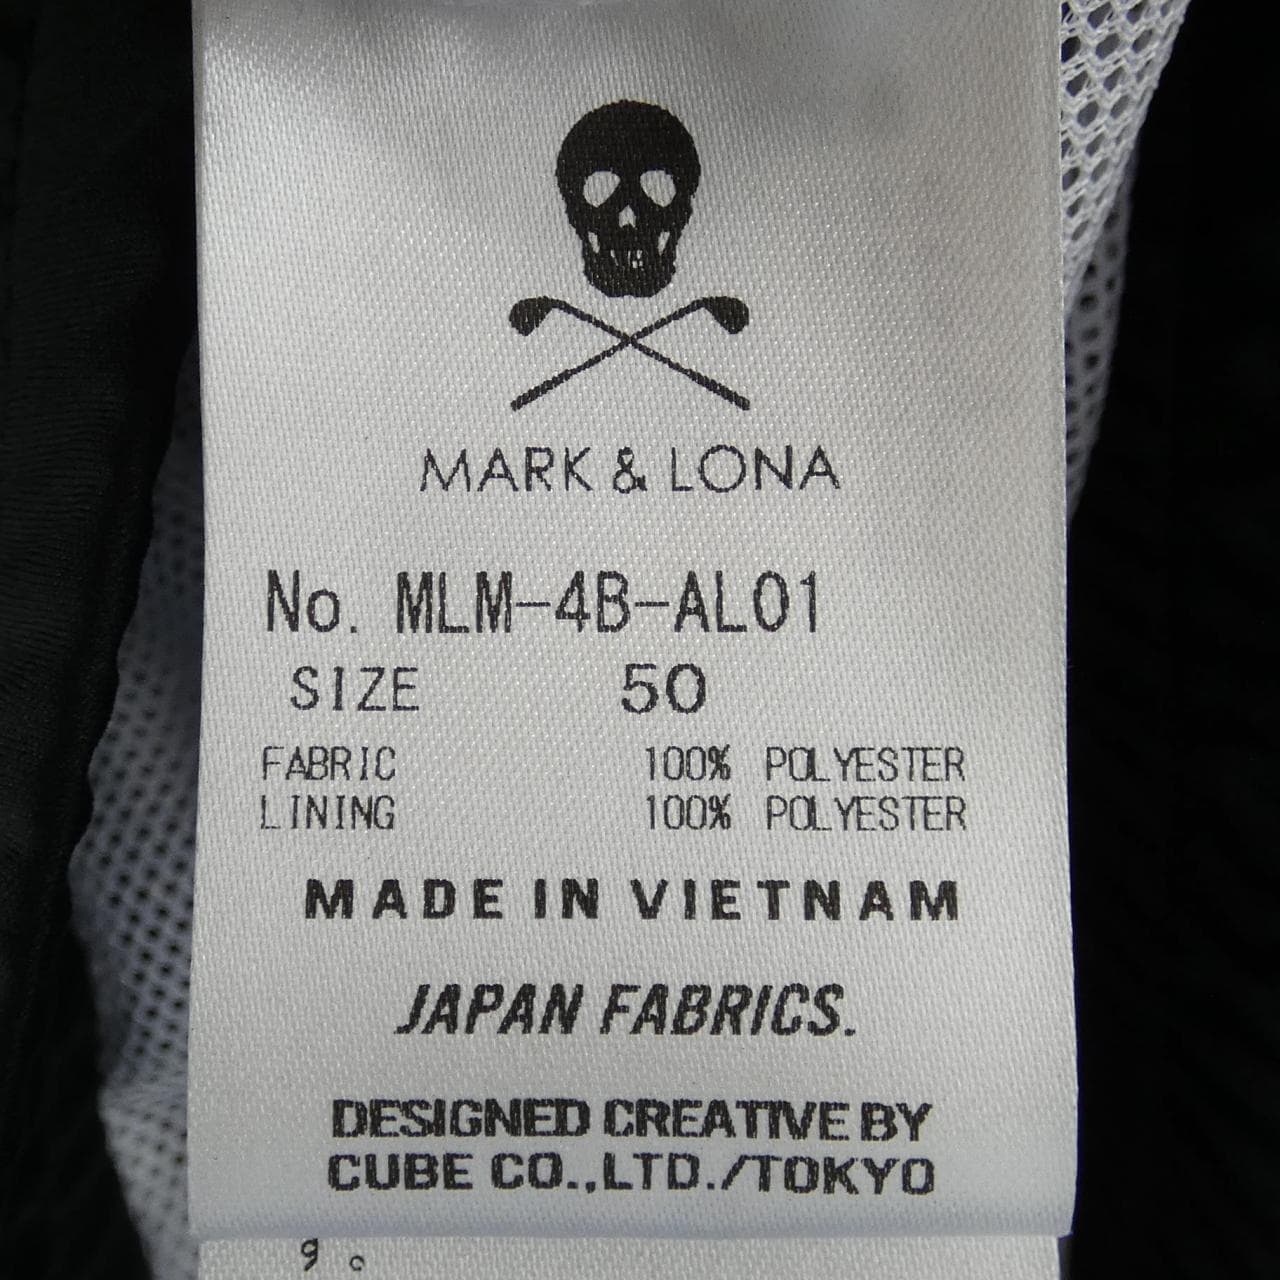 MARK & LONA
No. MLM-4B-AL01
SIZE 50
FABRIC 100% POLYESTER
LINING 100% POLYESTER
MADE IN VIETNAM
JAPAN FABRICS.
DESIGNED CREATIVE BY
CUBE CO.,LTD./TOKYO